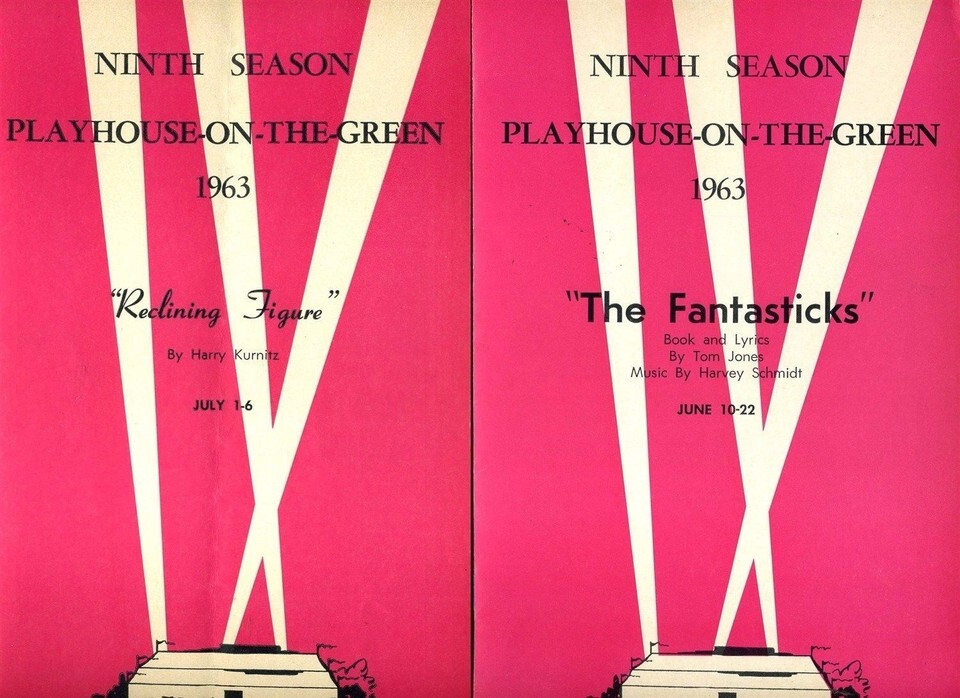 NINTH SEASON
PLAYHOUSE-ON-THE-GREEN
1963
"Reclining Figure"
By Harry Kurnitz
JULY 1-6
NINTH SEASON
PLAYHOUSE-ON-THE-GREEN
1963
"The Fantasticks"
Book and Lyrics
By Tom Jones
Music By Harvey Schmidt
JUNE 10-22